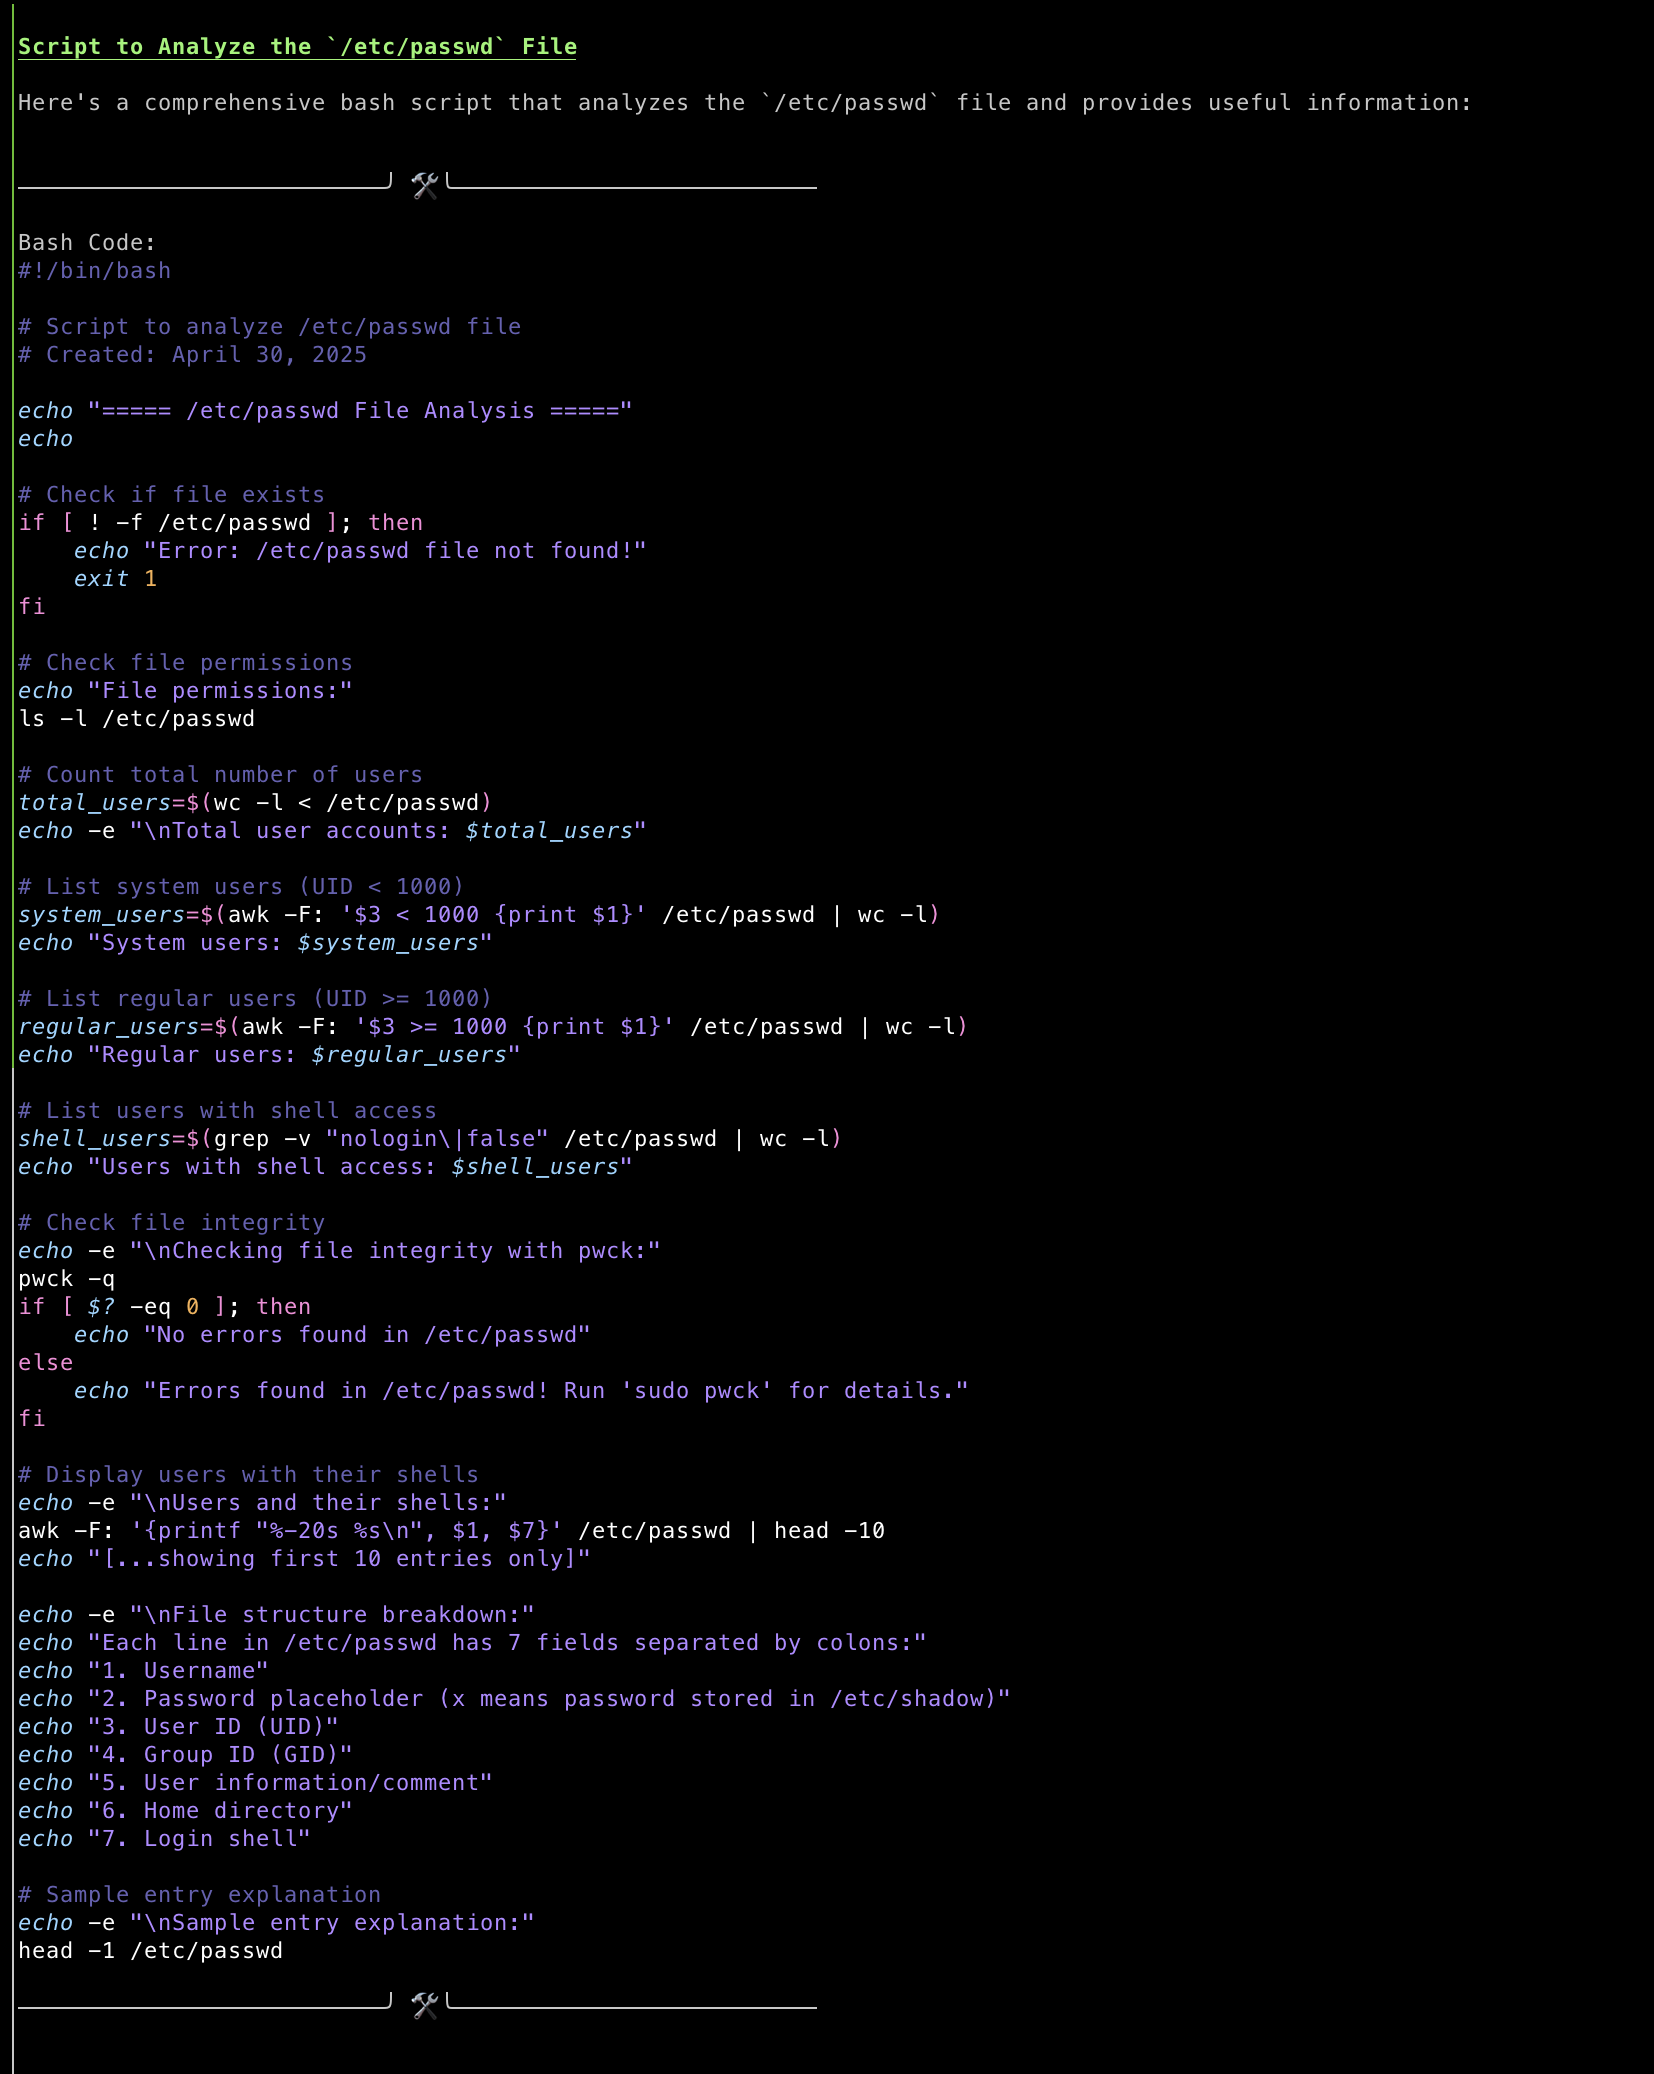 Script to Analyze the `/etc/passwd` File
Here's a comprehensive bash script that analyzes the `/etc/passwd` file and provides useful information:
Bash Code:
#!/bin/bash
# Script to analyze /etc/passwd file
# Created: April 30, 2025
echo "===== /etc/passwd File Analysis ====="
echo
# Check if file exists
if [ ! -f /etc/passwd ]; then
    echo "Error: /etc/passwd file not found!"
    exit 1
fi
# Check file permissions
echo "File permissions:"
ls -l /etc/passwd
# Count total number of users
total_users=$(wc -l < /etc/passwd)
echo -e "\nTotal user accounts: $total_users"
# List system users (UID < 1000)
system_users=$(awk -F: '$3 < 1000 {print $1}' /etc/passwd | wc -l)
echo "System users: $system_users"
# List regular users (UID >= 1000)
regular_users=$(awk -F: '$3 >= 1000 {print $1}' /etc/passwd | wc -l)
echo "Regular users: $regular_users"
# List users with shell access
shell_users=$(grep -v "nologin\|false" /etc/passwd | wc -l)
echo "Users with shell access: $shell_users"
# Check file integrity
echo -e "\nChecking file integrity with pwck:"
pwck -q
if [ $? -eq 0 ]; then
    echo "No errors found in /etc/passwd"
else
    echo "Errors found in /etc/passwd! Run 'sudo pwck' for details."
fi
# Display users with their shells
echo -e "\nUsers and their shells:"
awk -F: '{printf "%-20s %s\n", $1, $7}' /etc/passwd | head -10
echo "[...showing first 10 entries only]"
echo -e "\nFile structure breakdown:"
echo "Each line in /etc/passwd has 7 fields separated by colons:"
echo "1. Username"
echo "2. Password placeholder (x means password stored in /etc/shadow)"
echo "3. User ID (UID)"
echo "4. Group ID (GID)"
echo "5. User information/comment"
echo "6. Home directory"
echo "7. Login shell"
# Sample entry explanation
echo -e "\nSample entry explanation:"
head -1 /etc/passwd